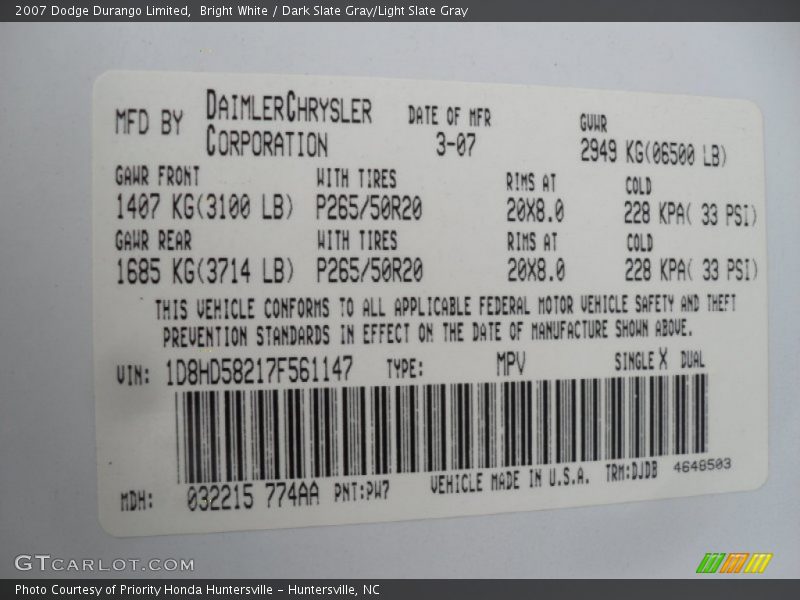 2007 Dodge Durango Limited,  Bright White / Dark Slate Gray/Light Slate Gray
MFD BY DAIMLERCHRYSLER CORPORATION DATE OF MFR 3-07 GVWR 2949 KG(06500 LB)
GAWR FRONT WITH TIRES RIMS AT COLD
1407 KG(3100 LB) P265/50R20 20X8.0 228 KPA( 33 PSI)
GAWR REAR WITH TIRES RIMS AT COLD
1685 KG(3714 LB) P265/50R20 20X8.0 228 KPA( 33 PSI)
THIS VEHICLE CONFORMS TO ALL APPLICABLE FEDERAL MOTOR VEHICLE SAFETY AND THEFT
PREVENTION STANDARDS IN EFFECT ON THE DATE OF MANUFACTURE SHOWN ABOVE.
VIN: 1D8HD58217F561147 TYPE: MPV SINGLE X DUAL
MDH: 032215 774AA PNT:PW7 VEHICLE MADE IN U.S.A. TRM:DJDB 4648503
GTCARLOT.COM
Photo Courtesy of Priority Honda Huntersville - Huntersville, NC